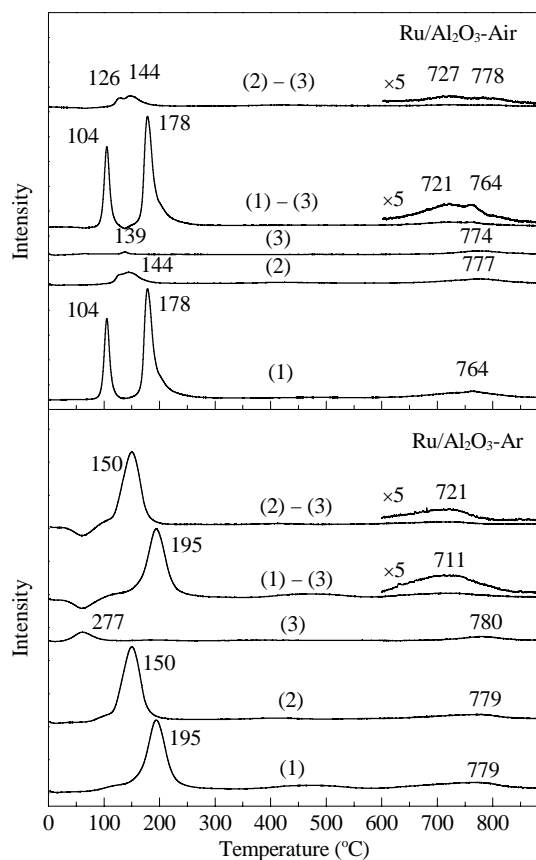 Ru/Al₂O₃-Air
126 144 (2) – (3) ×5 727 778
104 178 (1) – (3) ×5 721 764
139 (3) 774
144 (2) 777
104 178 (1) 764
Intensity
Ru/Al₂O₃-Ar
150 (2) – (3) ×5 721
195 (1) – (3) ×5 711
277 (3) 780
150 (2) 779
195 (1) 779
Intensity
0 100 200 300 400 500 600 700 800
Temperature (°C)